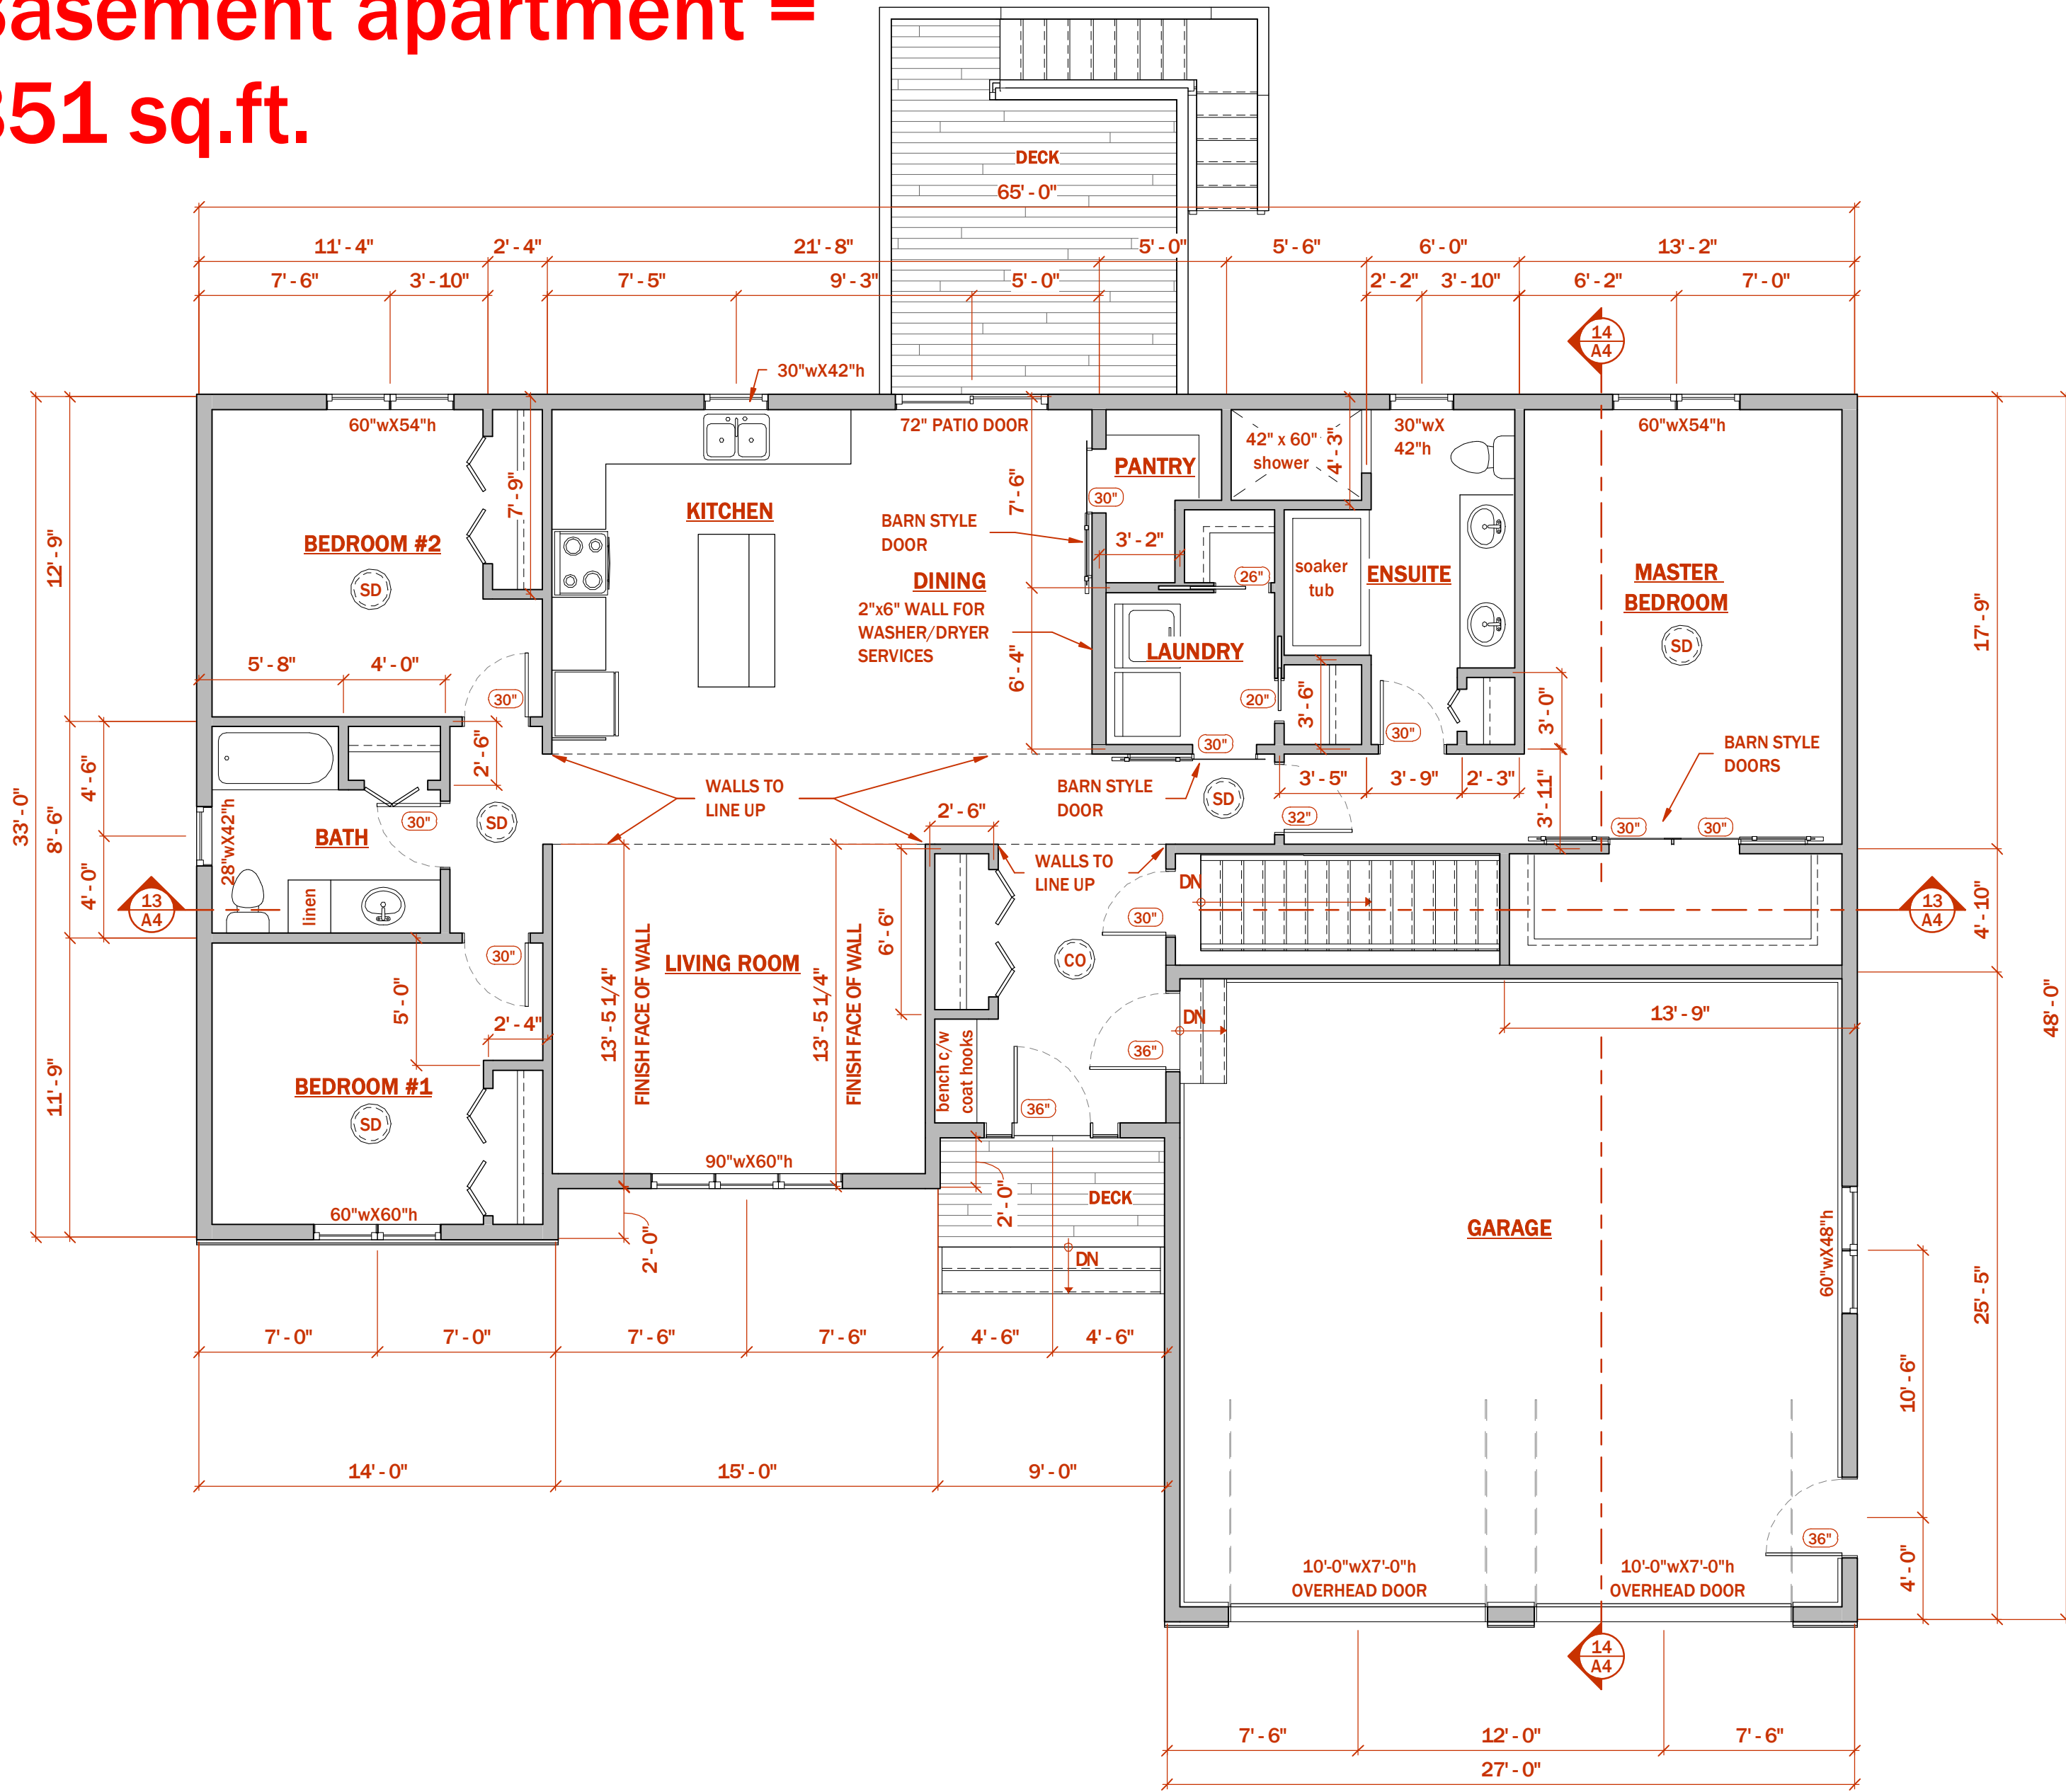 Basement apartment =
851 sq.ft.
DECK
65'-0"
11'-4"
2'-4"
21'-8"
5'-0"
5'-6"
6'-0"
13'-2"
7'-6"
3'-10"
7'-5"
9'-3"
5'-0"
2'-2"
3'-10"
6'-2"
7'-0"
14
A4
30"wX42"h
60"wX54"h
72" PATIO DOOR
42" x 60"
shower
4'-3"
30"wX
42"h
60"wX54"h
PANTRY
30"
7'-9"
7'-6"
KITCHEN
BARN STYLE
DOOR
3'-2"
BEDROOM #2
SD
12'-9"
DINING
2"x6" WALL FOR
WASHER/DRYER
SERVICES
26"
soaker
tub
ENSUITE
MASTER
BEDROOM
SD
17'-9"
LAUNDRY
6'-4"
5'-8"
4'-0"
30"
20"
3'-6"
3'-0"
30"
30"
2'-6"
4'-6"
33'-0"
8'-6"
WALLS TO
LINE UP
BARN STYLE
DOOR
SD
3'-5"
3'-9"
2'-3"
3'-11"
BARN STYLE
DOORS
28"wX42"h
BATH
30"
SD
2'-6"
32"
30"
30"
WALLS TO
LINE UP
DN
4'-0"
13
A4
linen
6'-6"
30"
13
A4
4'-10"
30"
LIVING ROOM
CO
13'-5 1/4"
FINISH FACE OF WALL
13'-5 1/4"
FINISH FACE OF WALL
5'-0"
2'-4"
DN
13'-9"
48'-0"
BEDROOM #1
SD
11'-9"
bench c/w
coat hooks
36"
36"
90"wX60"h
60"wX60"h
2'-0"
2'-0"
DECK
DN
GARAGE
60"wX48"h
25'-5"
7'-0"
7'-0"
7'-6"
7'-6"
4'-6"
4'-6"
10'-6"
14'-0"
15'-0"
9'-0"
36"
4'-0"
10'-0"wX7'-0"h
OVERHEAD DOOR
10'-0"wX7'-0"h
OVERHEAD DOOR
14
A4
7'-6"
12'-0"
7'-6"
27'-0"